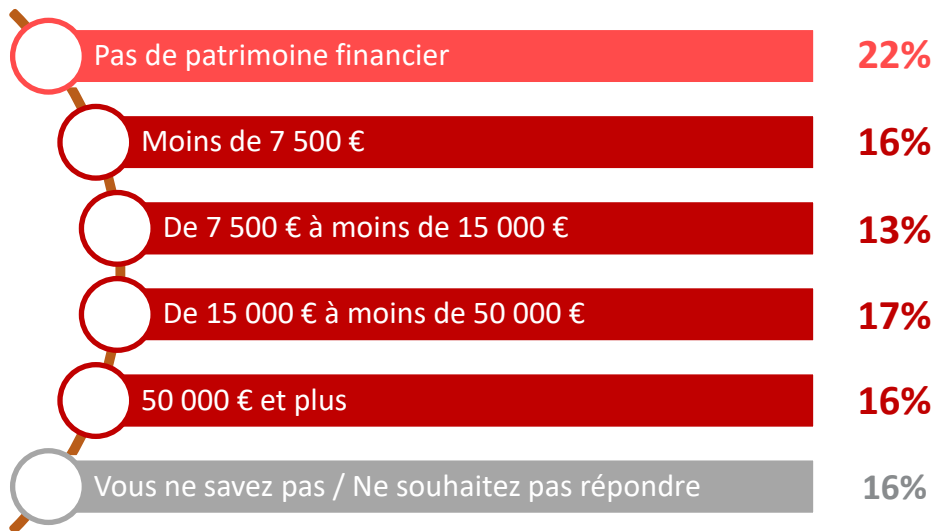 Pas de patrimoine financier 22%
Moins de 7 500 € 16%
De 7 500 € à moins de 15 000 € 13%
De 15 000 € à moins de 50 000 € 17%
50 000 € et plus 16%
Vous ne savez pas / Ne souhaitez pas répondre 16%